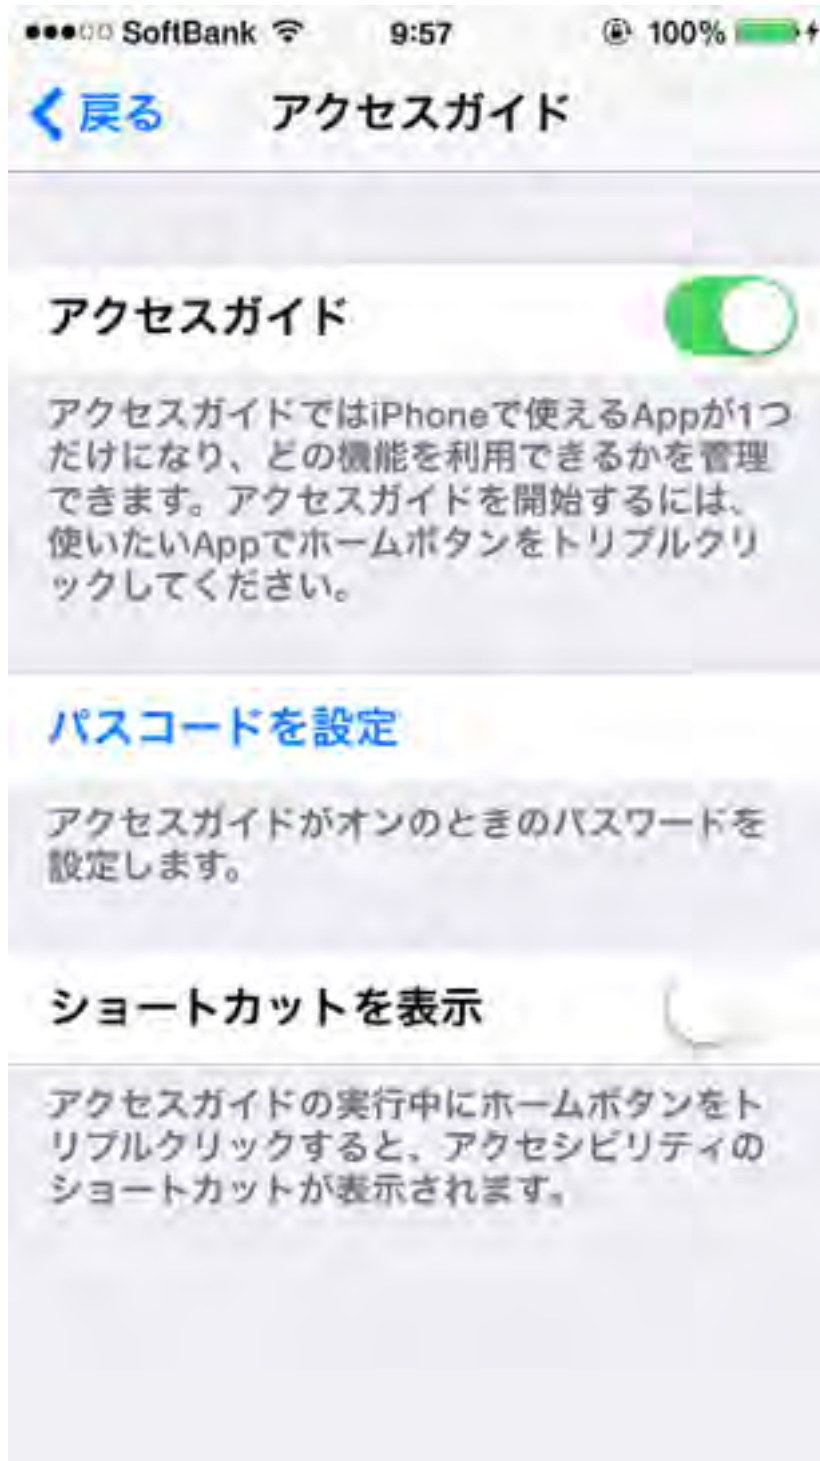 SoftBank 9:57 100%
戻る アクセスガイド
アクセスガイド
アクセスガイドではiPhoneで使えるAppが1つ
だけになり、どの機能を利用できるかを管理
できます。アクセスガイドを開始するには、
使いたいAppでホームボタンをトリプルクリ
ックしてください。
パスコードを設定
アクセスガイドがオンのときのパスワードを
設定します。
ショートカットを表示
アクセスガイドの実行中にホームボタンをト
リプルクリックすると、アクセシビリティの
ショートカットが表示されます。